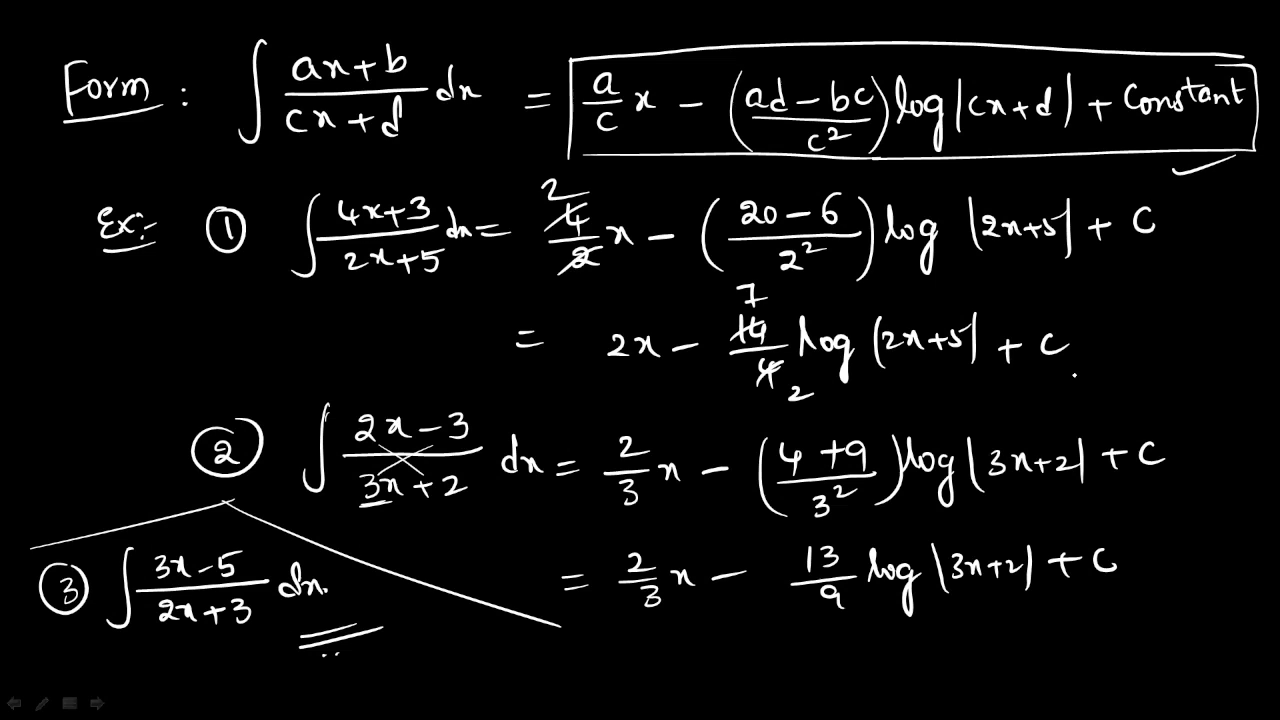 Form : ∫ (ax+b)/(cx+d) dx = (a/c)x − ((ad−bc)/c²) log|cx+d| + Constant
Ex:- ① ∫ (4x+3)/(2x+5) dx = 2 (4/2)x − ((20−6)/2²) log |2x+5| + C
= 2x − 7 (14/4) 2 log |2x+5| + C.
② ∫ (2x−3)/(3x+2) dx = (2/3)x − ((4+9)/3²) log |3x+2| + C
= (2/3)x − (13/9) log |3x+2| + C
③ ∫ (3x−5)/(2x+3) dx.